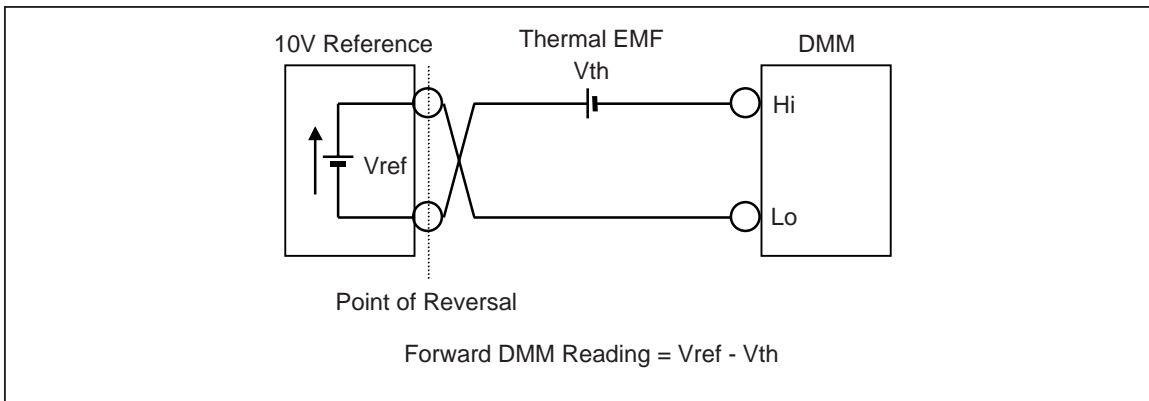 10V Reference
Thermal EMF
Vth
DMM
Hi
Vref
Lo
Point of Reversal
Forward DMM Reading = Vref - Vth